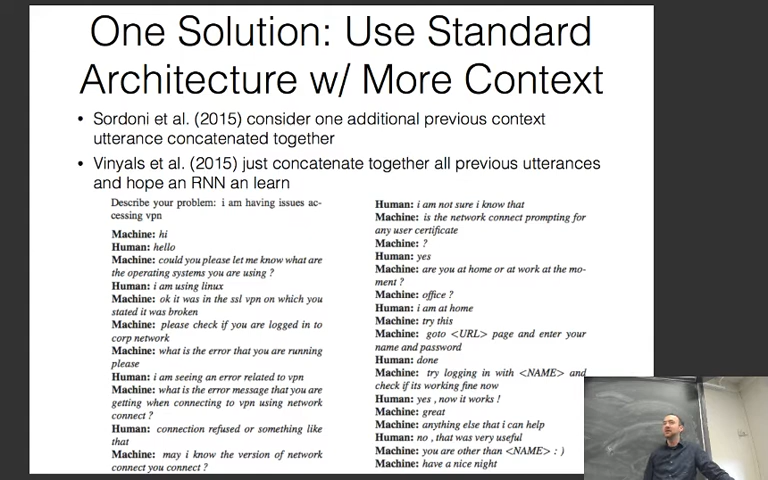 One Solution: Use Standard
Architecture w/ More Context
• Sordoni et al. (2015) consider one additional previous context
utterance concatenated together
• Vinyals et al. (2015) just concatenate together all previous utterances
and hope an RNN an learn
Describe your problem: i am having issues ac-
cessing vpn
Machine: hi
Human: hello
Machine: could you please let me know what are
the operating systems you are using ?
Human: i am using linux
Machine: ok it was in the ssl vpn on which you
stated it was broken
Machine: please check if you are logged in to
corp network
Machine: what is the error that you are running
please
Human: i am seeing an error related to vpn
Machine: what is the error message that you are
getting when connecting to vpn using network
connect ?
Human: connection refused or something like
that
Machine: may i know the version of network
connect you connect ?
Human: i am not sure i know that
Machine: is the network connect prompting for
any user certificate
Machine: ?
Human: yes
Machine: are you at home or at work at the mo-
ment ?
Machine: office ?
Human: i am at home
Machine: try this
Machine: goto <URL> page and enter your
name and password
Human: done
Machine: try logging in with <NAME> and
check if its working fine now
Human: yes , now it works !
Machine: great
Machine: anything else that i can help
Human: no , that was very useful
Machine: you are other than <NAME> : )
Machine: have a nice night